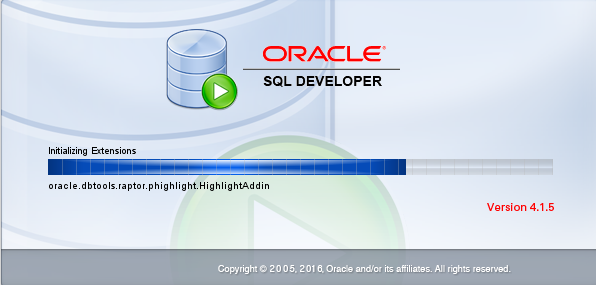 ORACLE®
SQL DEVELOPER
Initializing Extensions
oracle.dbtools.raptor.phighlight.HighlightAddin
Version 4.1.5
Copyright © 2005, 2016, Oracle and/or its affiliates. All rights reserved.